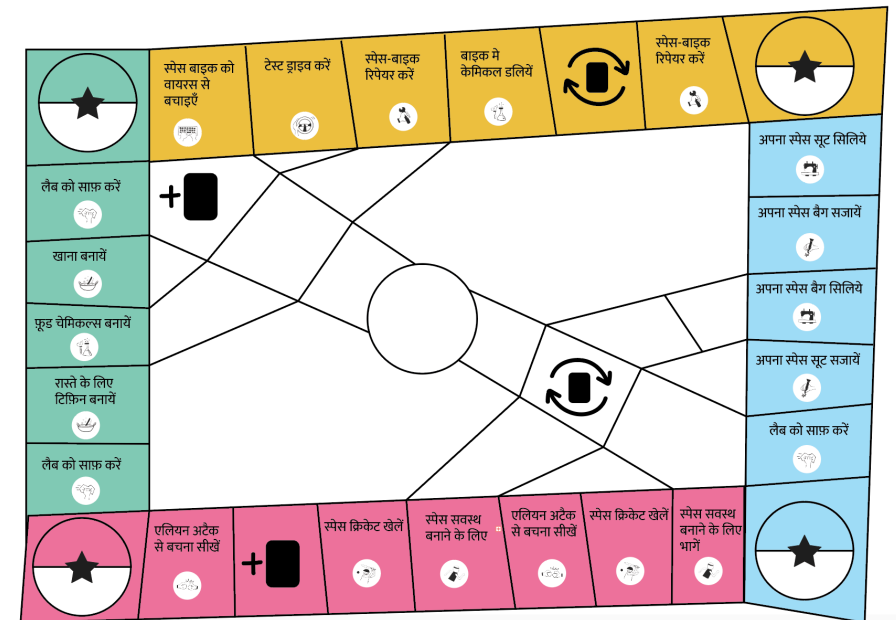 स्पेस बाइक को
वायरस से
बचाइएँ
टेस्ट ड्राइव करें
स्पेस-बाइक
रिपेयर करें
बाइक मे
केमिकल डलियें
स्पेस-बाइक
रिपेयर करें
अपना स्पेस सूट सिलिये
अपना स्पेस बैग सजायें
अपना स्पेस बैग सिलिये
अपना स्पेस सूट सजायें
लैब को साफ़ करें
लैब को साफ़ करें
खाना बनायें
फ़ूड चेमिकल्स बनायें
रास्ते के लिए
टिफ़िन बनायें
लैब को साफ़ करें
एलियन अटैक
से बचना सीखें
स्पेस क्रिकेट खेलें
स्पेस सवस्थ
बनाने के लिए
एलियन अटैक
से बचना सीखें
स्पेस क्रिकेट खेलें
स्पेस सवस्थ
बनाने के लिए
भागें